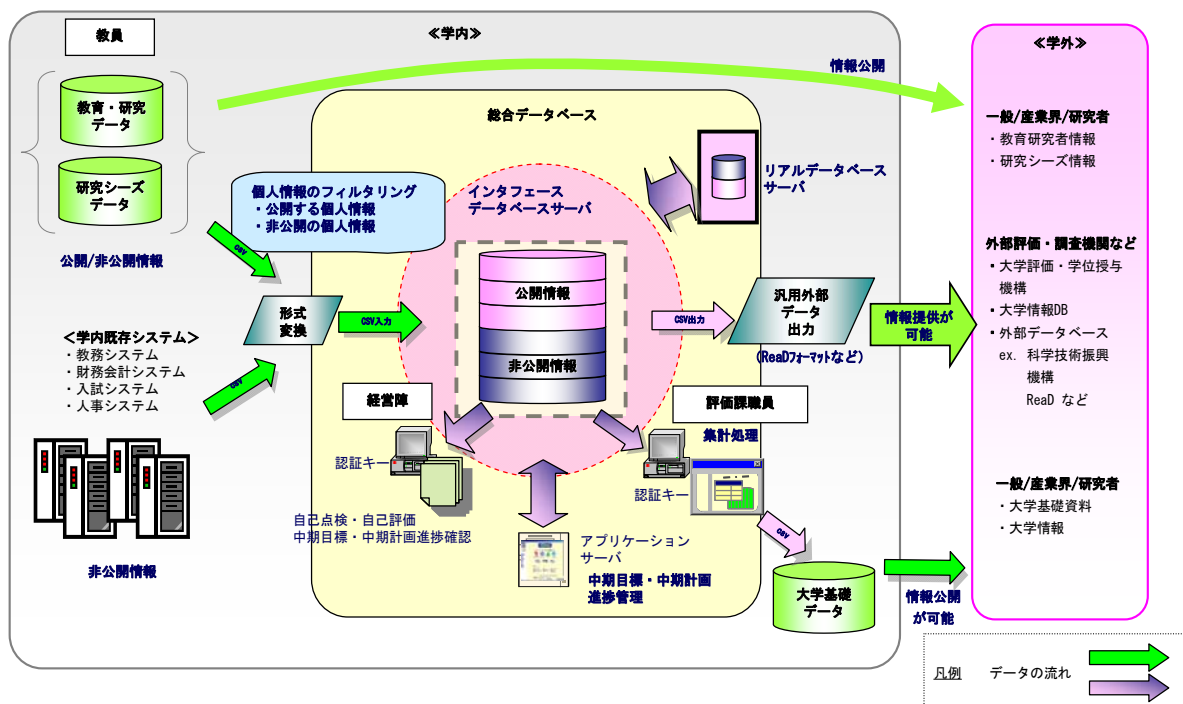 教員
≪学内≫
≪学外≫
教育・研究
データ
研究シーズ
データ
公開/非公開情報
情報公開
総合データベース
個人情報のフィルタリング
・公開する個人情報
・非公開の個人情報
インタフェース
データベースサーバ
リアルデータベース
サーバ
CSV
形式
変換
CSV入力
公開情報
非公開情報
CSV出力
汎用外部
データ
出力
(ReaDフォーマットなど)
情報提供が
可能
<学内既存システム>
・教務システム
・財務会計システム
・入試システム
・人事システム
CSV
非公開情報
経営陣
認証キー
自己点検・自己評価
中期目標・中期計画進捗確認
評価課職員
集計処理
認証キー
アプリケーション
サーバ
中期目標・中期計画
進捗管理
CSV
大学基礎
データ
情報公開
が可能
一般/産業界/研究者
・教育研究者情報
・研究シーズ情報
外部評価・調査機関など
・大学評価・学位授与
機構
・大学情報DB
・外部データベース
ex. 科学技術振興
機構
ReaD など
一般/産業界/研究者
・大学基礎資料
・大学情報
凡例 データの流れ